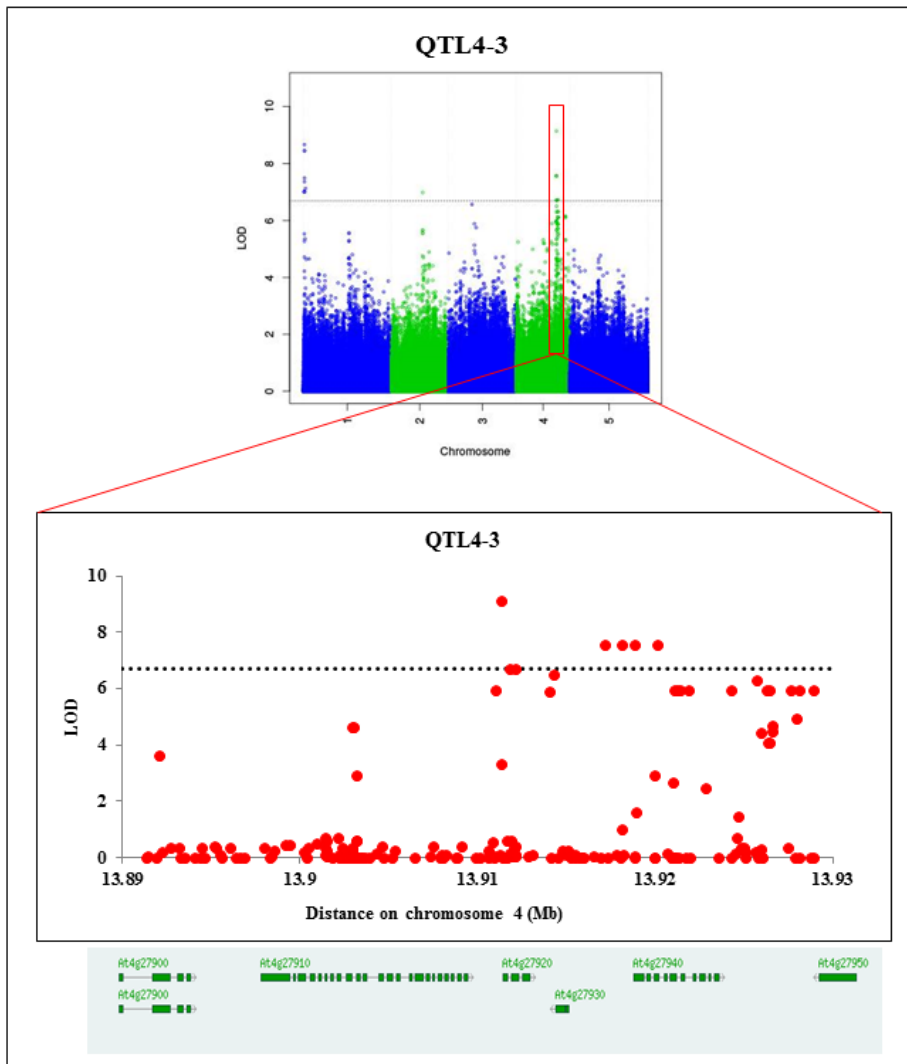 QTL4-3
10
8
6
4
2
0
LOD
1 2 3 4 5
Chromosome
QTL4-3
10
8
6
4
2
0
LOD
13.89 13.9 13.91 13.92 13.93
Distance on chromosome 4 (Mb)
At4g27900 At4g27910 At4g27920 At4g27940 At4g27950
At4g27900 At4g27930